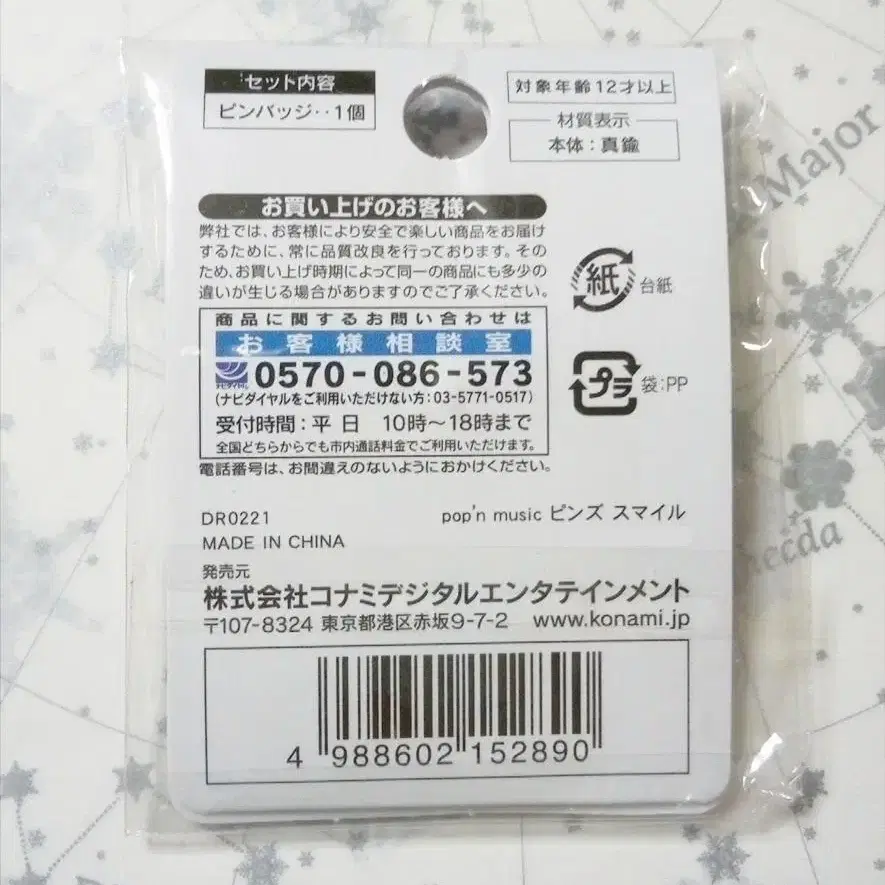 セット内容
ピンバッジ‥1個
対象年齢12才以上
材質表示
本体：真鍮
お買い上げのお客様へ
弊社では、お客様により安全で楽しい商品をお届け
するために、常に品質改良を行っております。その
ため、お買い上げ時期によって同一の商品にも多少の
違いが生じる場合がありますのでご了承ください。
商品に関するお問い合わせは
お客様相談室
ナビダイヤル
0570-086-573
(ナビダイヤルをご利用いただけない方：03-5771-0517)
受付時間：平日 10時～18時まで
全国どちらからでも市内通話料金でご利用いただけます。
電話番号は、お間違えのないようにおかけください。
紙 台紙
プラ 袋：PP
DR0221
pop'n music ピンズ スマイル
MADE IN CHINA
発売元
株式会社コナミデジタルエンタテインメント
〒107-8324 東京都港区赤坂9-7-2 www.konami.jp
4 988602 152890
Major